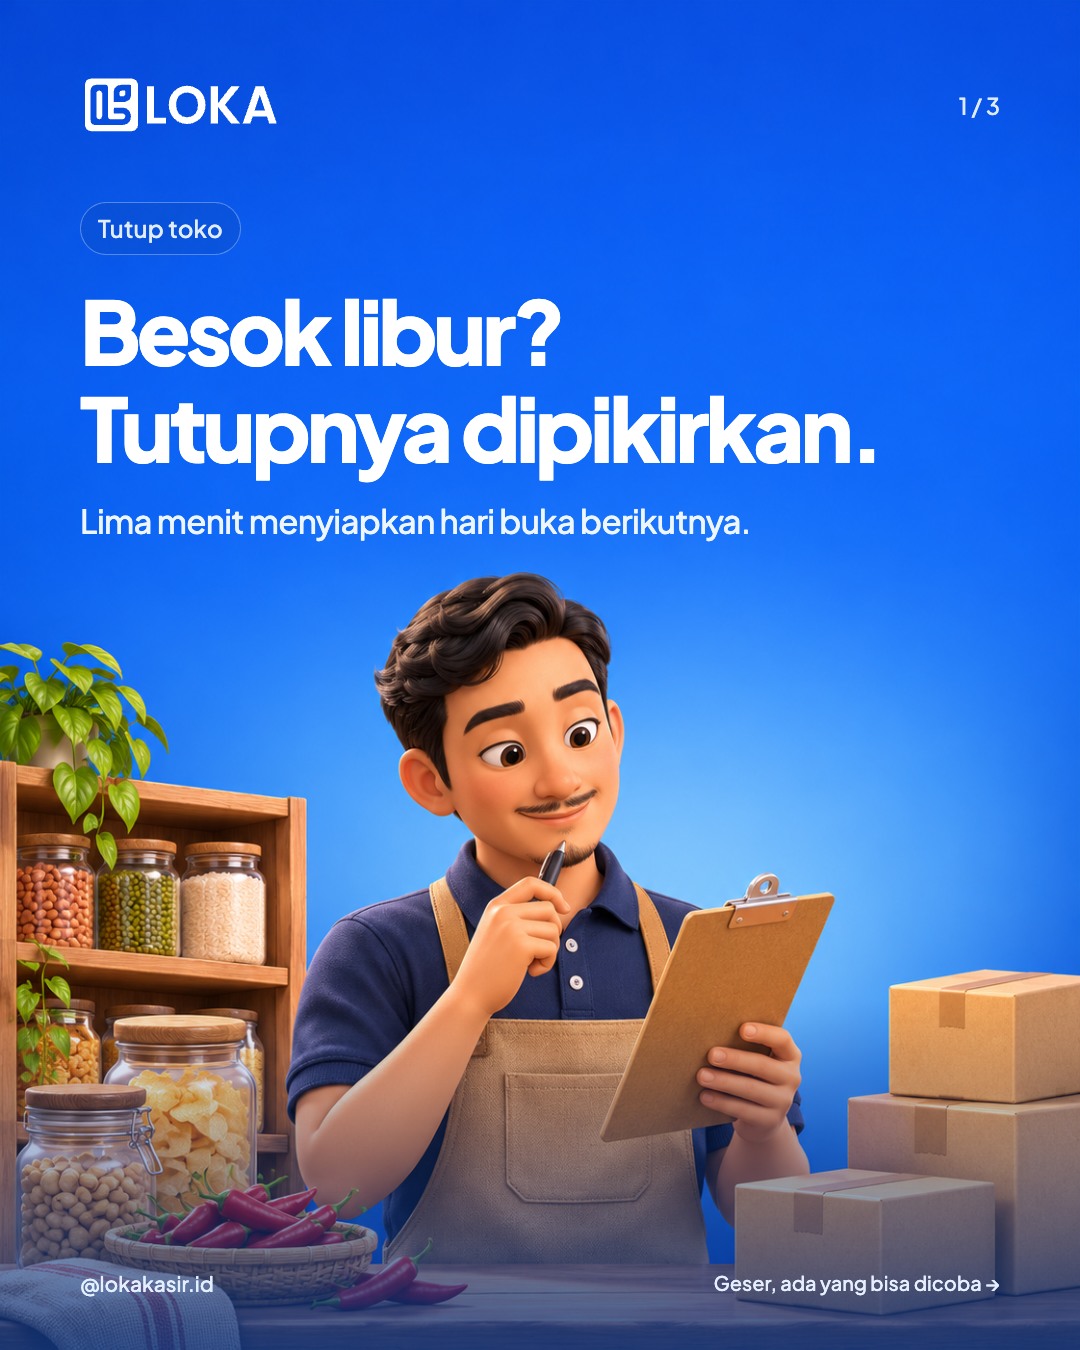 LOKA
1 / 3
Tutup toko
Besok libur?
Tutupnya dipikirkan.
Lima menit menyiapkan hari buka berikutnya.
@lokakasir.id
Geser, ada yang bisa dicoba →